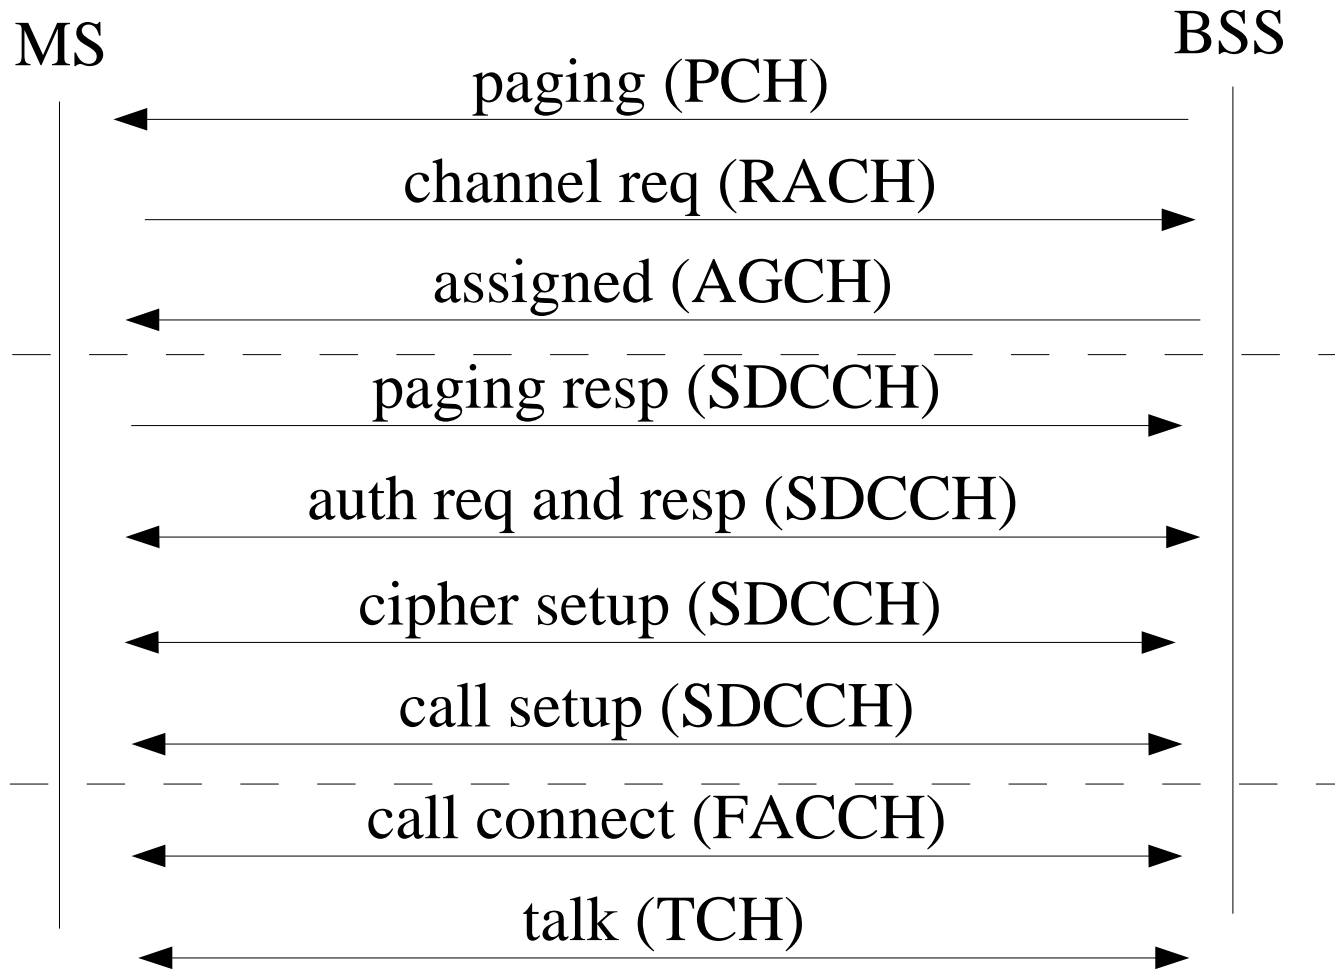 MS
BSS
paging (PCH)
channel req (RACH)
assigned (AGCH)
paging resp (SDCCH)
auth req and resp (SDCCH)
cipher setup (SDCCH)
call setup (SDCCH)
call connect (FACCH)
talk (TCH)